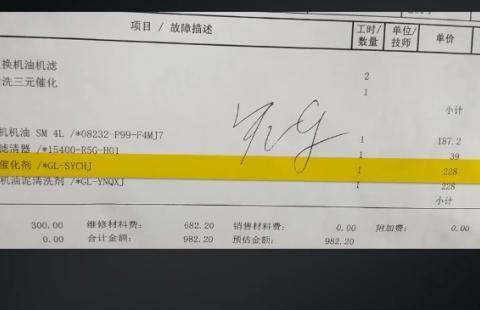 项目 / 故障描述 工时/数量 单位/技师 单价
换机油机滤 2
洗三元催化 1
小计
机机油 SM 4L /*08232-P99-F4MJ7 1 187.2
滤清器 /*15400-R5G-H01 1 39
催化剂 /*GL-SYCHJ 1 228
机油泥清洗剂 /*GL-YNQXJ 1 228
小计
300.00 维修材料费: 682.20 销售材料费: 0.00 附加费: 0.00
0.00 合计金额: 982.20 预估金额: 982.20